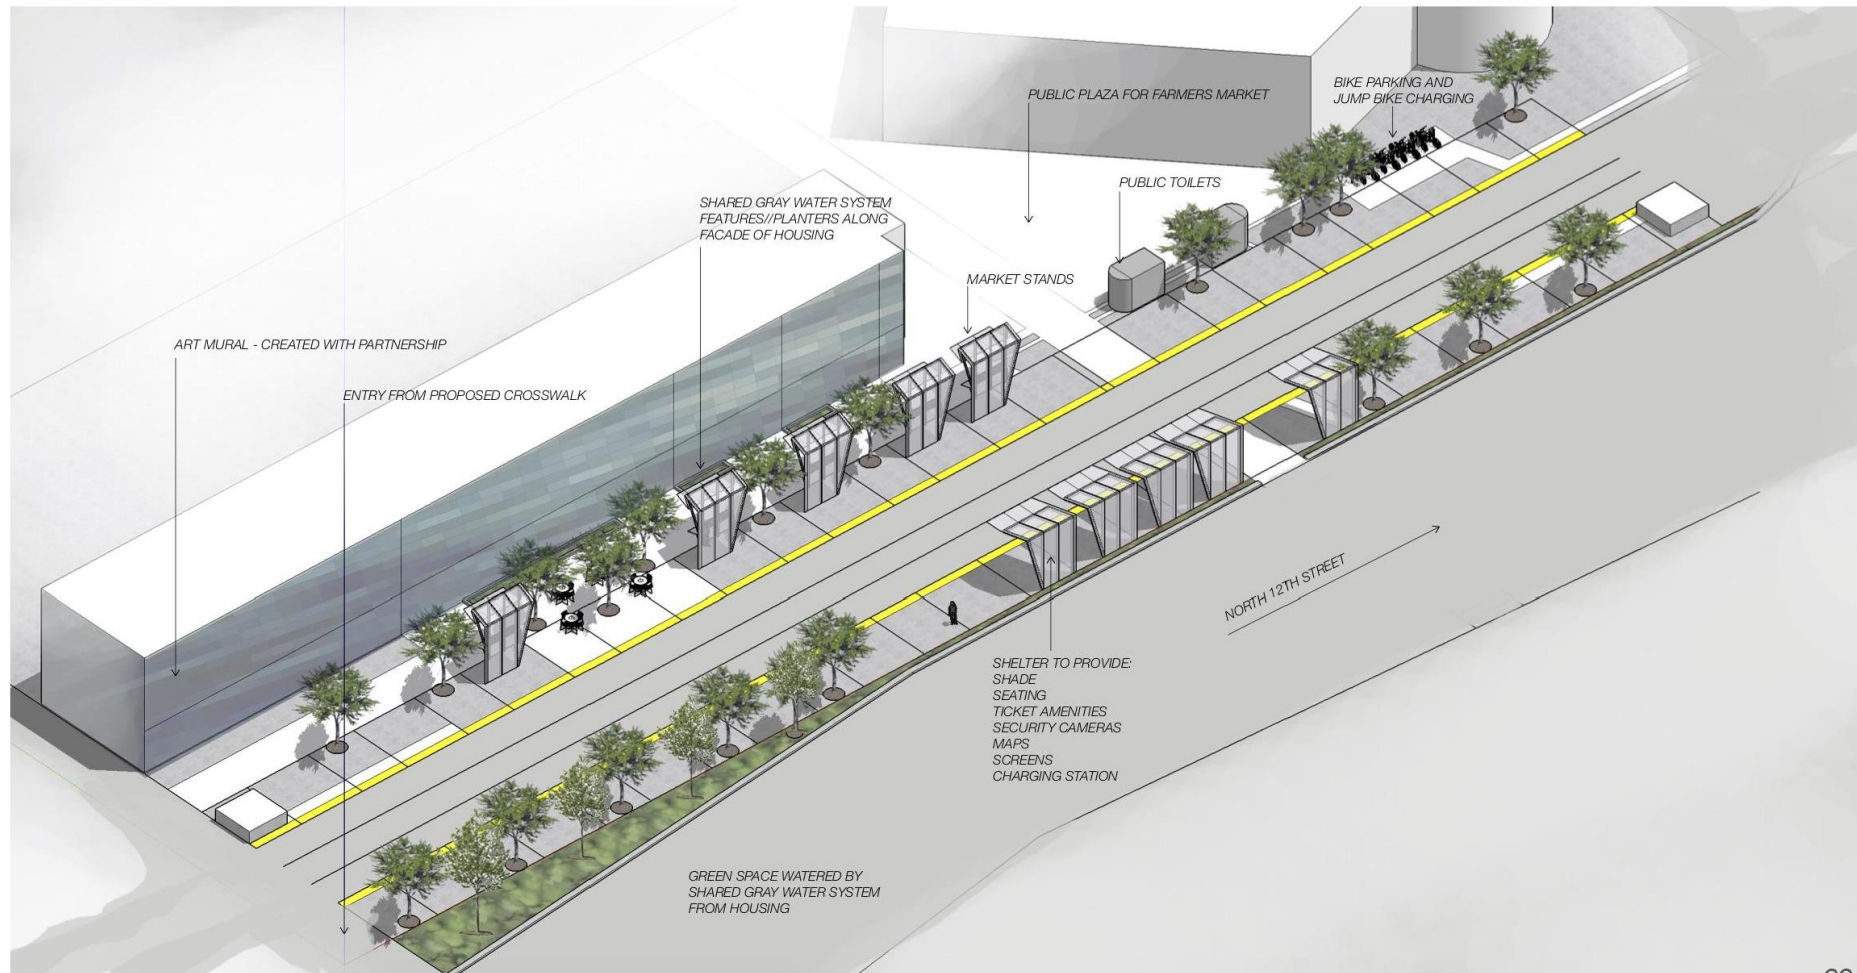 PUBLIC PLAZA FOR FARMERS MARKET
BIKE PARKING AND
JUMP BIKE CHARGING
PUBLIC TOILETS
SHARED GRAY WATER SYSTEM
FEATURES//PLANTERS ALONG
FACADE OF HOUSING
MARKET STANDS
ART MURAL - CREATED WITH PARTNERSHIP
ENTRY FROM PROPOSED CROSSWALK
NORTH 12TH STREET
SHELTER TO PROVIDE:
SHADE
SEATING
TICKET AMENITIES
SECURITY CAMERAS
MAPS
SCREENS
CHARGING STATION
GREEN SPACE WATERED BY
SHARED GRAY WATER SYSTEM
FROM HOUSING